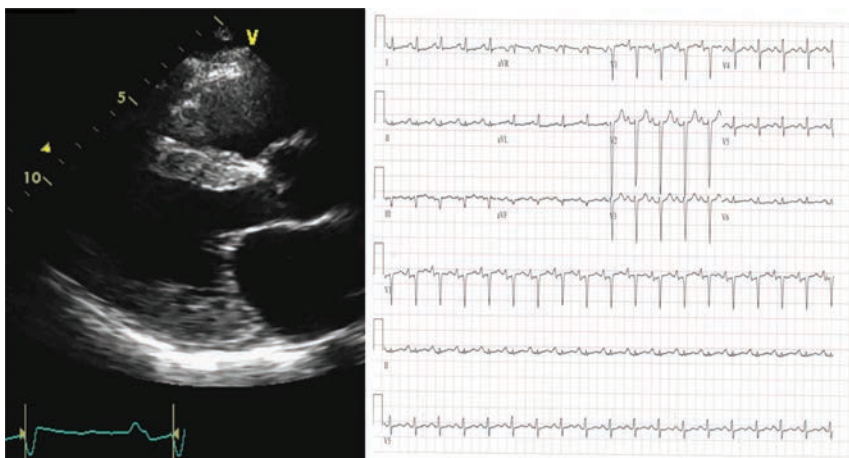 V
5
10
I aVR V1 V4
II aVL V2 V5
III aVF V3 V6
V1
II
V5